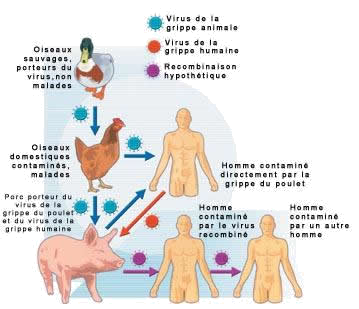 Virus de la
grippe animale
Virus de la
grippe humaine
Recombinaison
hypothétique
Oiseaux
sauvages,
porteurs du
virus,non
malades
Oiseaux
domestiques
contaminés,
malades
Homme contaminé
directement par la
grippe du poulet
Porc porteur du
virus de la
grippe du poulet
et du virus de la
grippe humaine
Homme
contaminé
par le virus
recombiné
Homme
contaminé
par un autre
homme